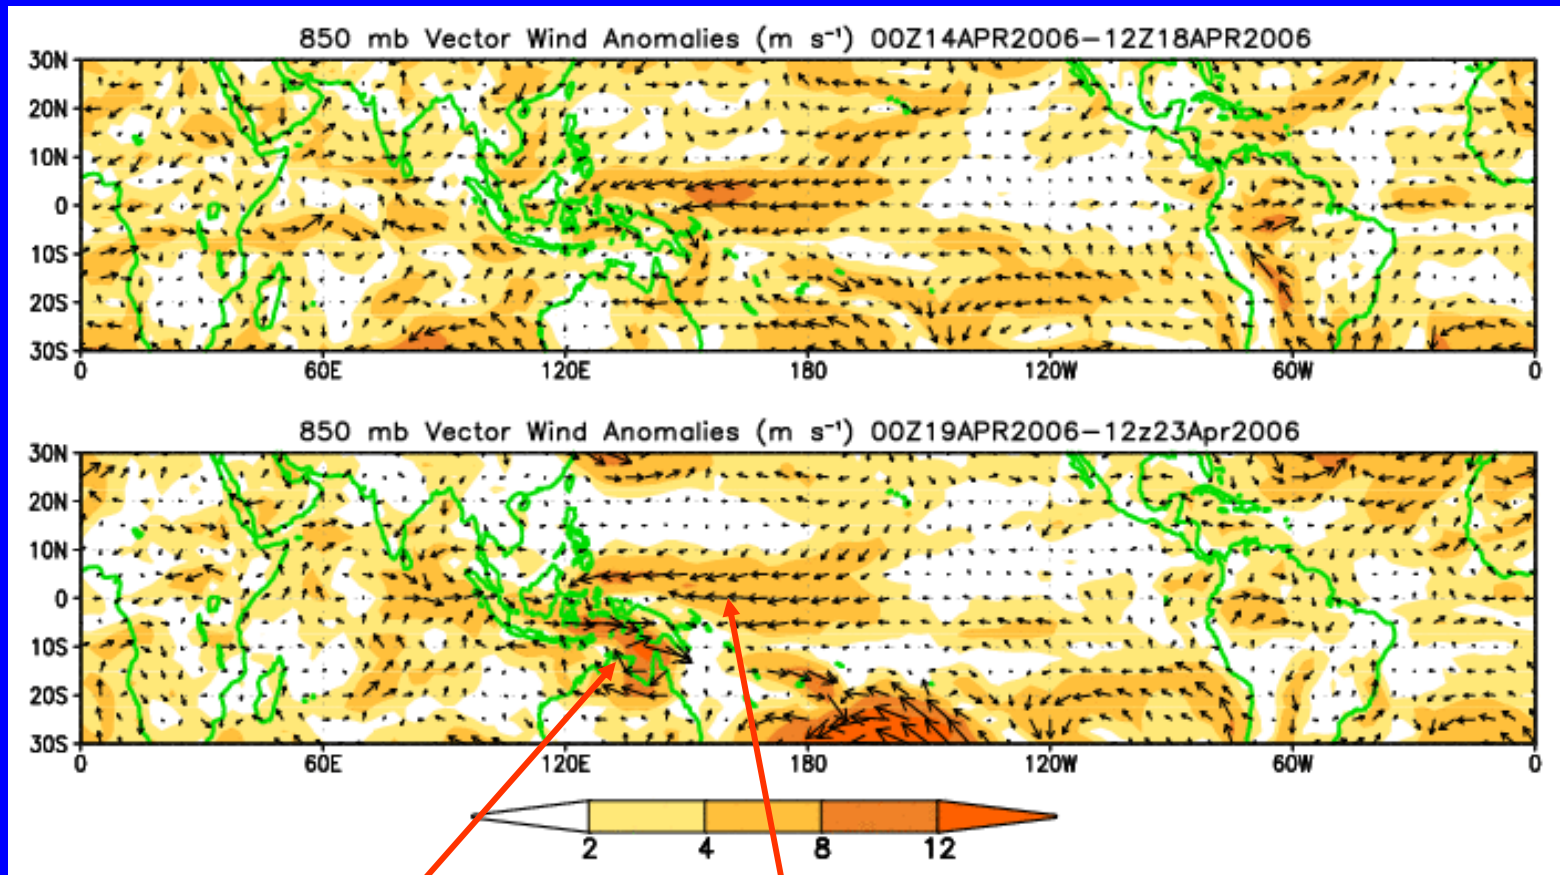 850 mb Vector Wind Anomalies (m s⁻¹) 00Z14APR2006–12Z18APR2006
30N
20N
10N
0
10S
20S
30S
0 60E 120E 180 120W 60W 0
850 mb Vector Wind Anomalies (m s⁻¹) 00Z19APR2006–12z23Apr2006
30N
20N
10N
0
10S
20S
30S
0 60E 120E 180 120W 60W 0
2 4 8 12